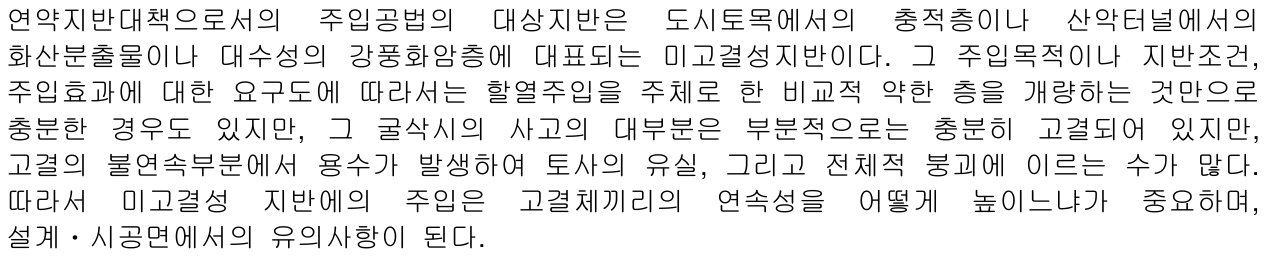 연약지반대책으로서의 주입공법의 대상지반은 도시토목에서의 충적층이나 산악터널에서의
화산분출물이나 대수성의 강풍화암층에 대표되는 미고결성지반이다. 그 주입목적이나 지반조건,
주입효과에 대한 요구도에 따라서는 할열주입을 주체로 한 비교적 약한 층을 개량하는 것만으로
충분한 경우도 있지만, 그 굴삭시의 사고의 대부분은 부분적으로는 충분히 고결되어 있지만,
고결의 불연속부분에서 용수가 발생하여 토사의 유실, 그리고 전체적 붕괴에 이르는 수가 많다.
따라서 미고결성 지반에의 주입은 고결체끼리의 연속성을 어떻게 높이느냐가 중요하며,
설계・시공면에서의 유의사항이 된다.